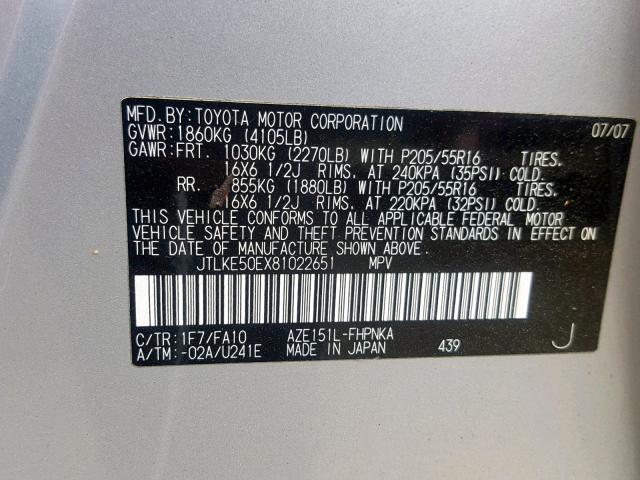 MFD.BY:TOYOTA MOTOR CORPORATION 07/07
GVWR:1860KG (4105LB)
GAWR:FRT. 1030KG (2270LB) WITH P205/55R16 TIRES.
16X6 1/2J RIMS. AT 240KPA (35PSI) COLD.
RR. 855KG (1880LB) WITH P205/55R16 TIRES.
16X6 1/2J RIMS. AT 220KPA (32PSI) COLD.
THIS VEHICLE CONFORMS TO ALL APPLICABLE FEDERAL MOTOR
VEHICLE SAFETY AND THEFT PREVENTION STANDARDS IN EFFECT ON
THE DATE OF MANUFACTURE SHOWN ABOVE.
JTLKE50EX81022651 MPV
C/TR:1F7/FA10 AZE151L-FHPNKA J
A/TM:-02A/U241E MADE IN JAPAN 439